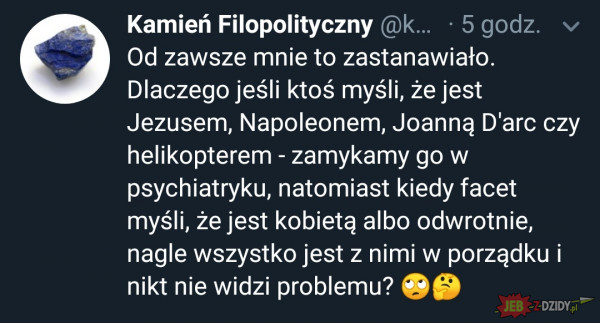 Kamień Filopolityczny @k... · 5 godz.
Od zawsze mnie to zastanawiało.
Dlaczego jeśli ktoś myśli, że jest
Jezusem, Napoleonem, Joanną D'arc czy
helikopterem - zamykamy go w
psychiatryku, natomiast kiedy facet
myśli, że jest kobietą albo odwrotnie,
nagle wszystko jest z nimi w porządku i
nikt nie widzi problemu? 🙄🤔
JEB-Z-DZIDY.pl